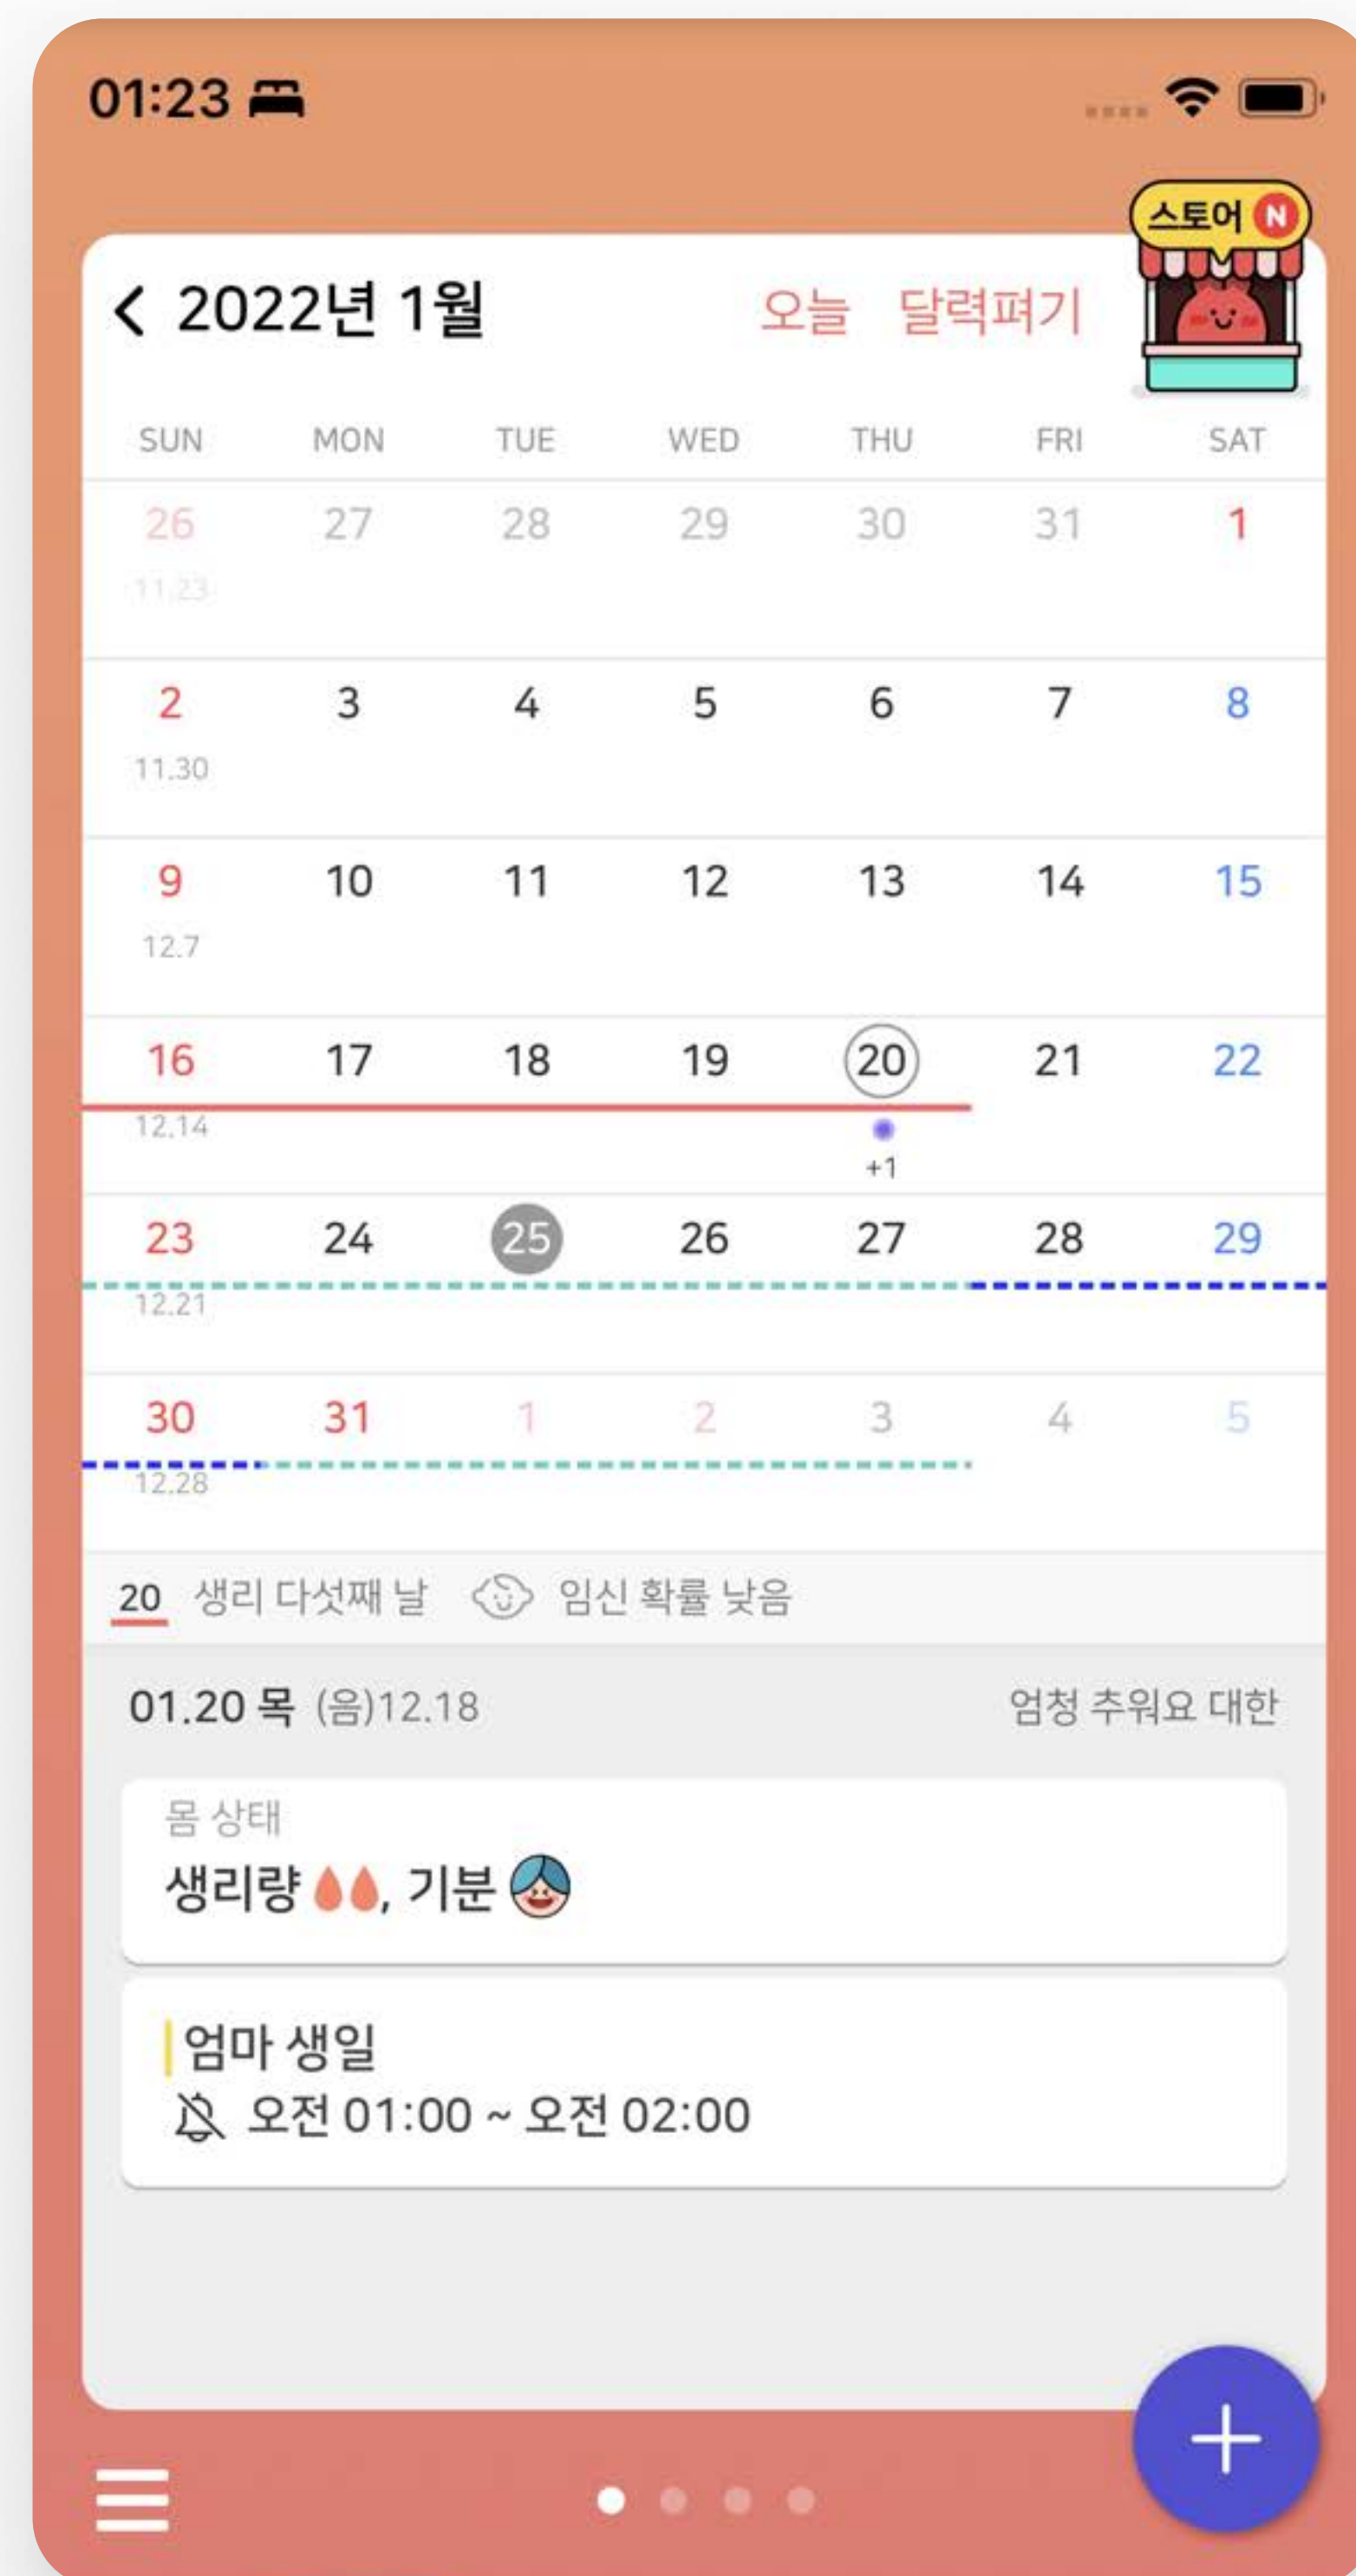 01:23
스토어 N
2022년 1월 오늘 달력펴기
SUN MON TUE WED THU FRI SAT
26 27 28 29 30 31 1
11.23
2 3 4 5 6 7 8
11.30
9 10 11 12 13 14 15
12.7
16 17 18 19 20 21 22
12.14
+1
23 24 25 26 27 28 29
12.21
30 31 1 2 3 4 5
12.28
20 생리 다섯째 날 임신 확률 낮음
01.20 목 (음)12.18 엄청 추워요 대한
몸 상태
생리량, 기분
엄마 생일
오전 01:00 ~ 오전 02:00